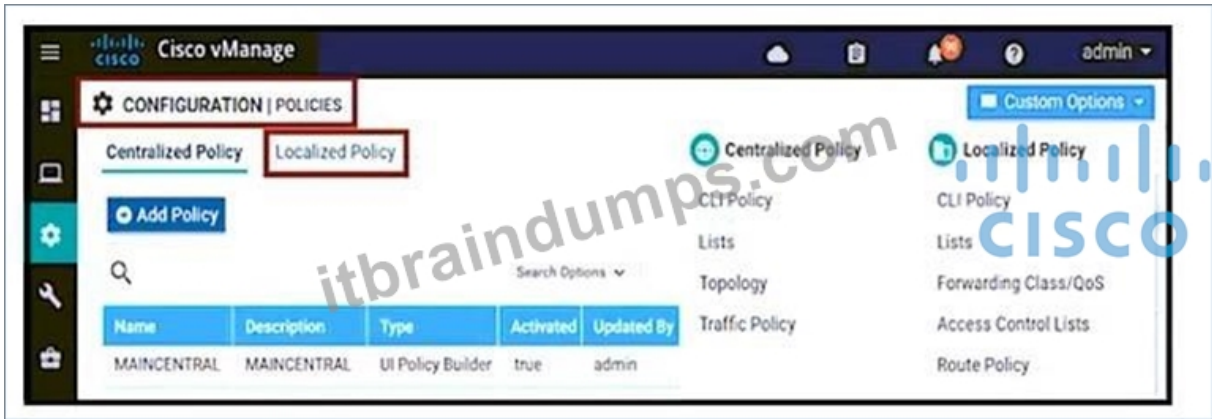 CISCO Cisco vManage admin
CONFIGURATION | POLICIES
Custom Options
Centralized Policy Localized Policy
Centralized Policy
Localized Policy
Add Policy
CLI Policy
CLI Policy
Lists
Lists
Search Options
Topology
Forwarding Class/QoS
Name Description Type Activated Updated By
Traffic Policy
Access Control Lists
MAINCENTRAL MAINCENTRAL UI Policy Builder true admin
Route Policy
itbraindumps.com
CISCO